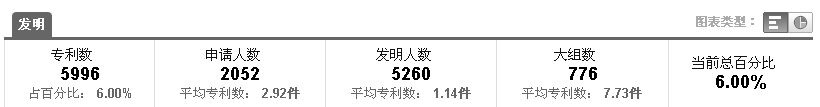 发明
图表类型：
专利数
5996
占百分比： 6.00%
申请人数
2052
平均专利数： 2.92件
发明人数
5260
平均专利数： 1.14件
大组数
776
平均专利数： 7.73件
当前总百分比
6.00%